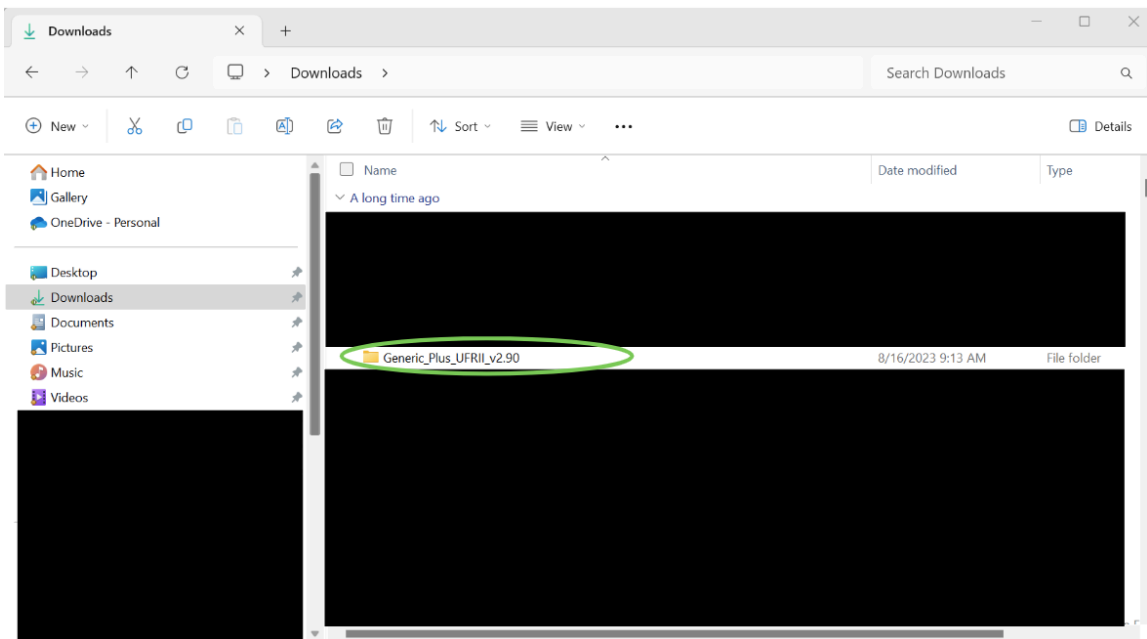 Downloads
Downloads
Search Downloads
New
Sort
View
Details
Home
Gallery
OneDrive - Personal
Desktop
Downloads
Documents
Pictures
Music
Videos
Name Date modified Type
A long time ago
Generic_Plus_UFRII_v2.90 8/16/2023 9:13 AM File folder